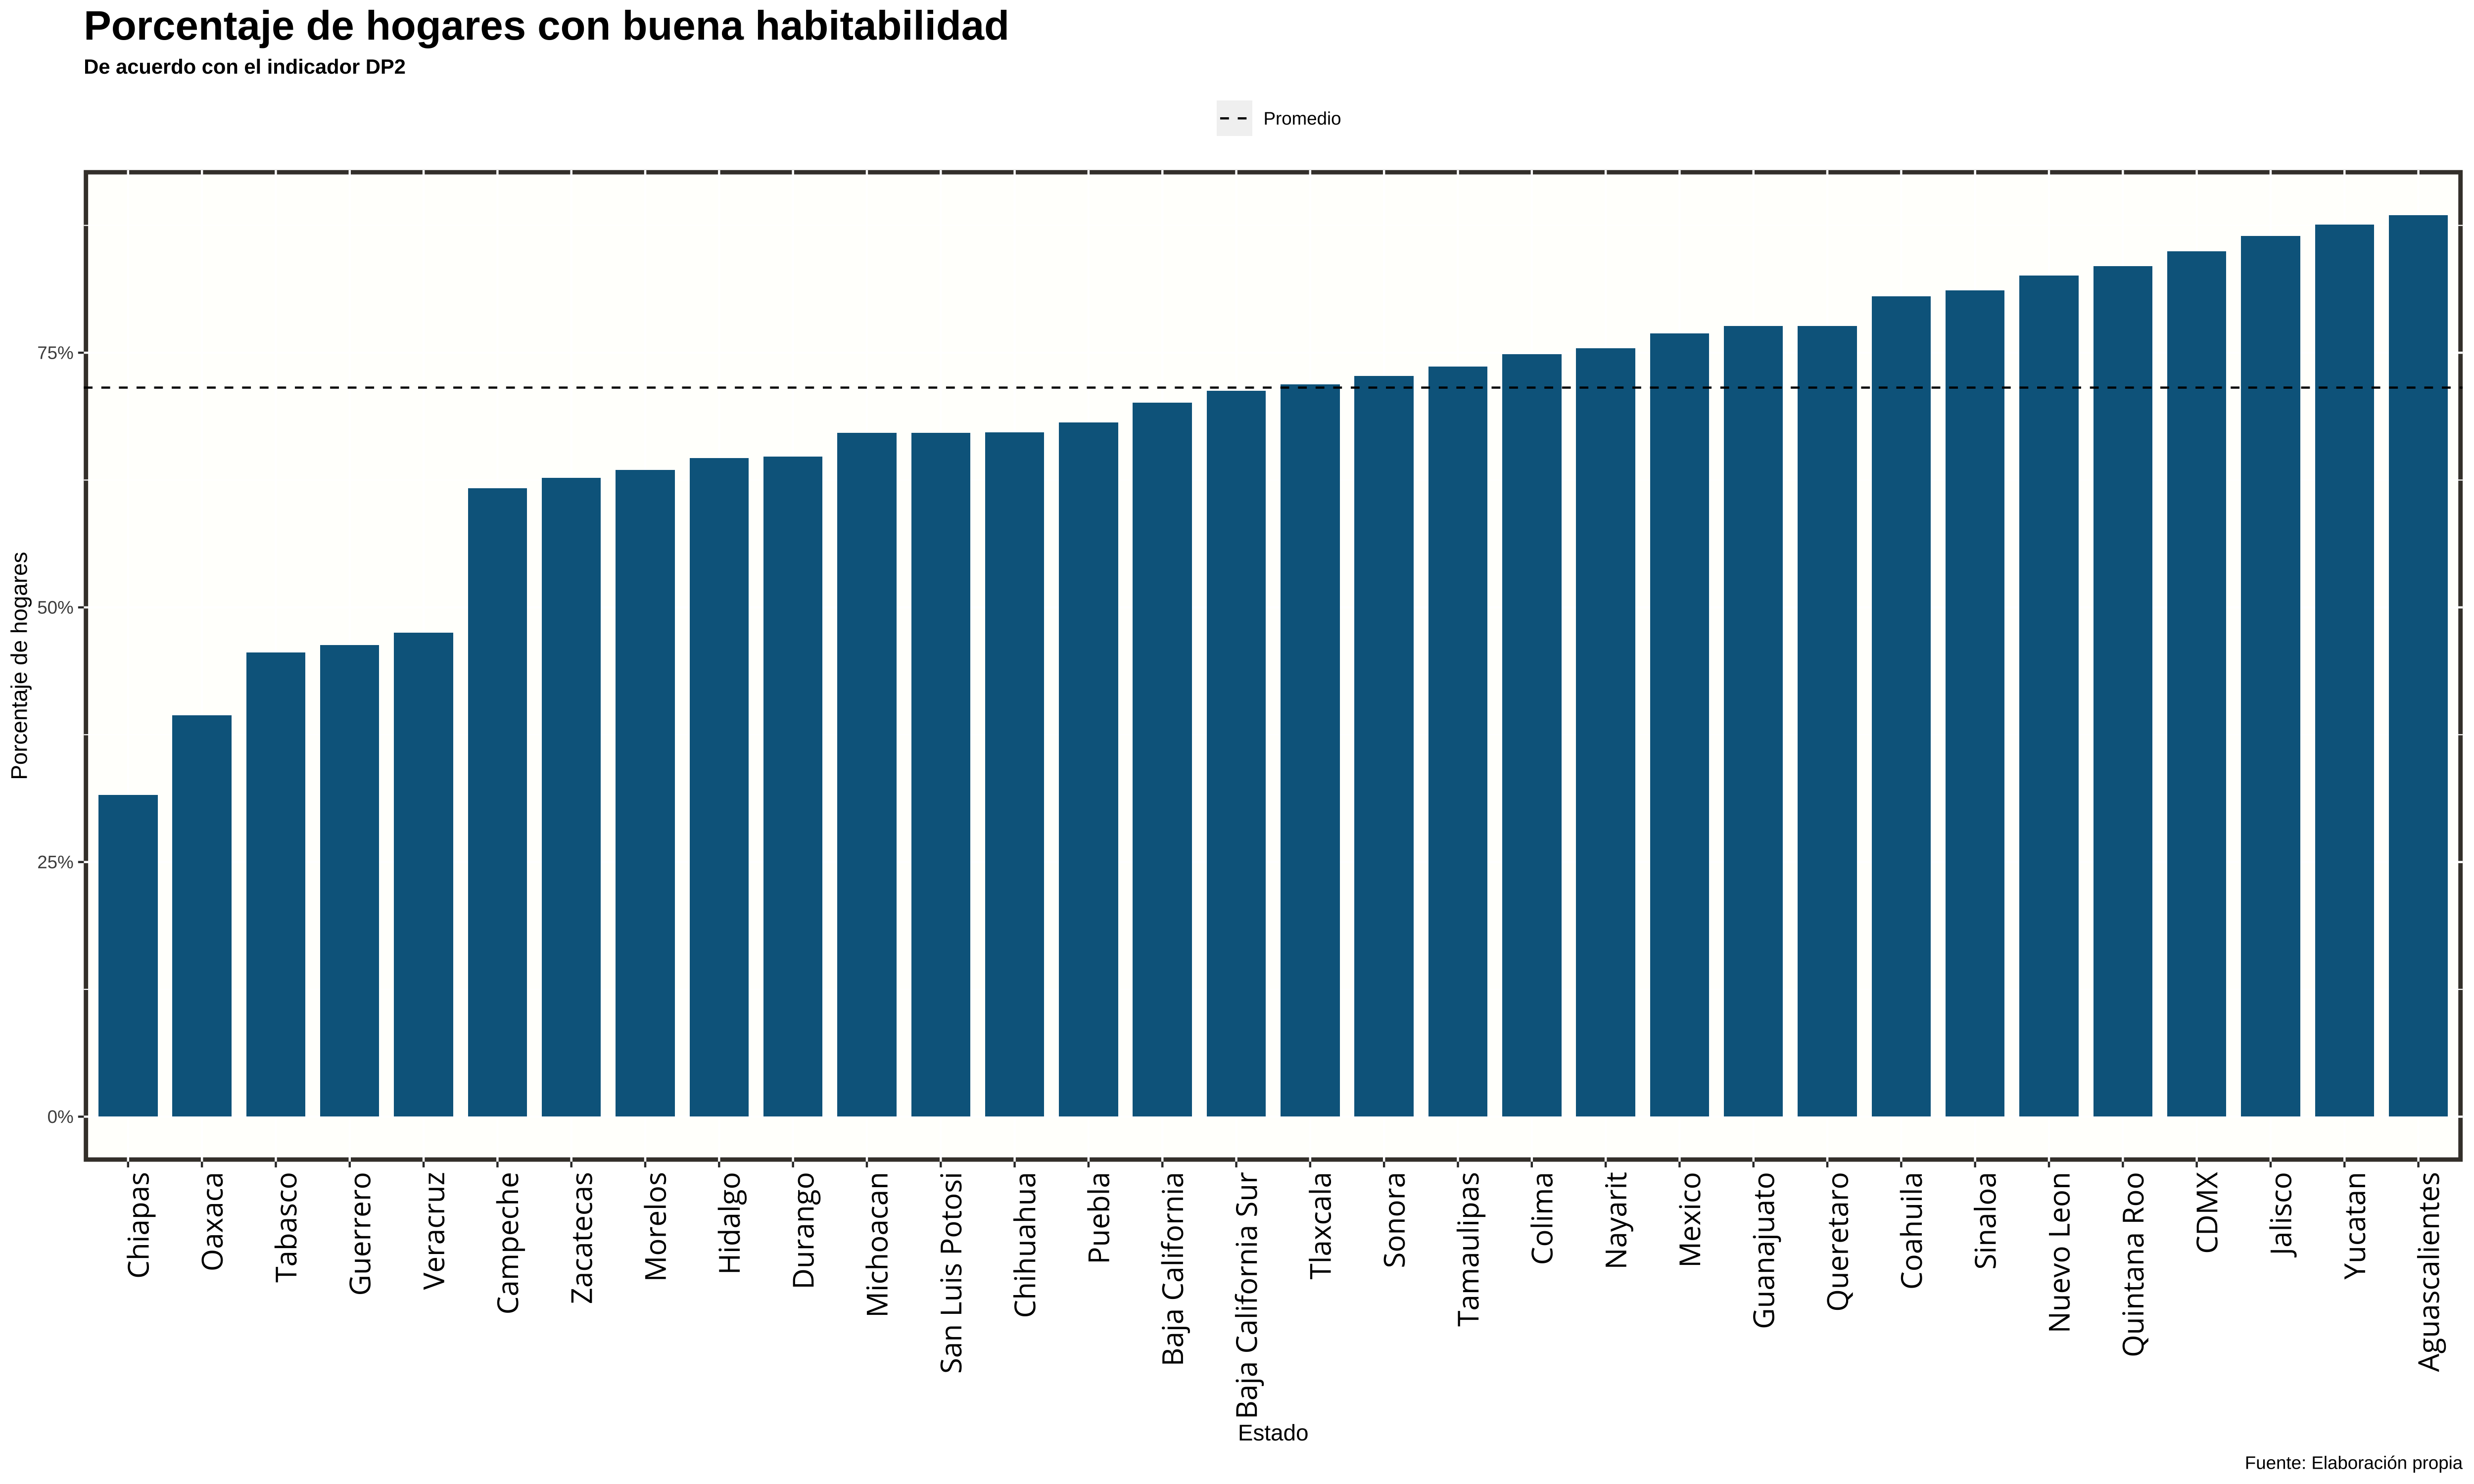 Porcentaje de hogares con buena habitabilidad
De acuerdo con el indicador DP2
Promedio
Porcentaje de hogares
75%
50%
25%
0%
Chiapas
Oaxaca
Tabasco
Guerrero
Veracruz
Campeche
Zacatecas
Morelos
Hidalgo
Durango
Michoacan
San Luis Potosi
Chihuahua
Puebla
Baja California
Baja California Sur
Tlaxcala
Sonora
Tamaulipas
Colima
Nayarit
Mexico
Guanajuato
Queretaro
Coahuila
Sinaloa
Nuevo Leon
Quintana Roo
CDMX
Jalisco
Yucatan
Aguascalientes
Estado
Fuente: Elaboración propia